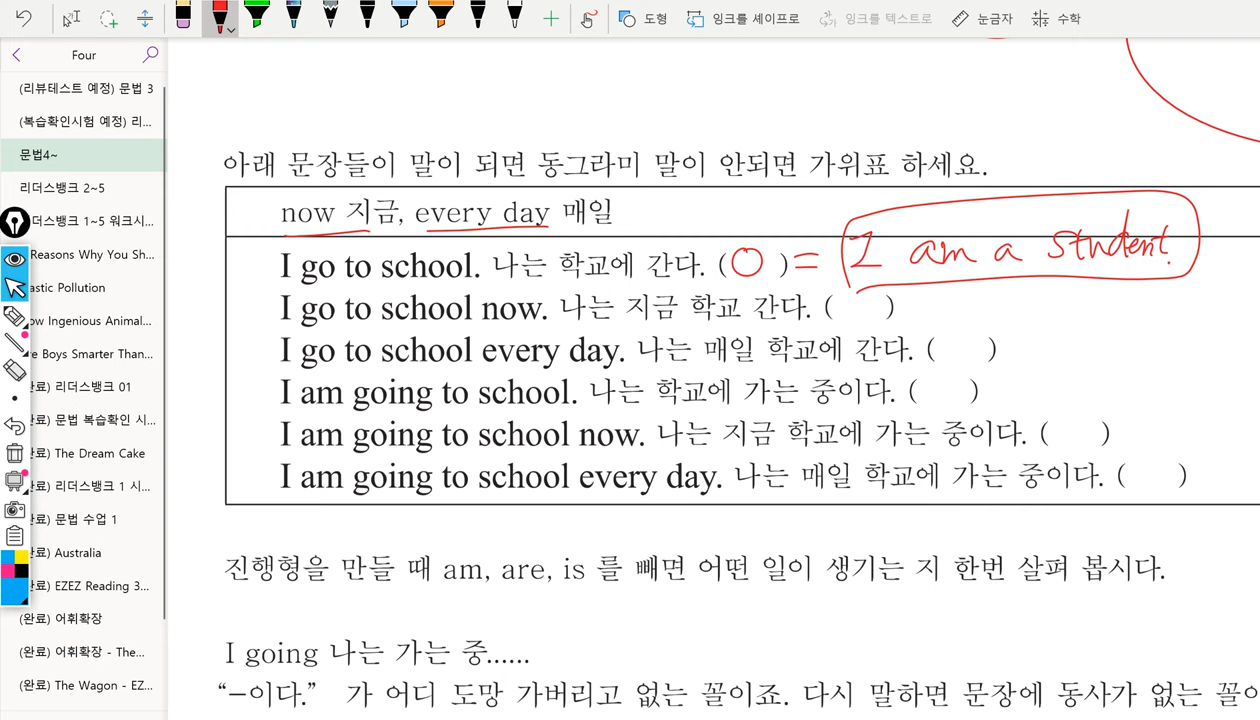 도형
잉크를 셰이프로
잉크를 텍스트로
눈금자
수학
Four
(리뷰테스트 예정) 문법 3
(복습확인시험 예정) 리...
문법4~
리더스뱅크 2~5
더스뱅크 1~5 워크시...
Reasons Why You Sh...
astic Pollution
ow Ingenious Animal...
re Boys Smarter Than...
료) 리더스뱅크 01
료) 문법 복습확인 시...
료) The Dream Cake
료) 리더스뱅크 1 시...
료) 문법 수업 1
료) Australia
료) EZEZ Reading 3...
(완료) 어휘확장
(완료) 어휘확장 - The...
(완료) The Wagon - EZ...
아래 문장들이 말이 되면 동그라미 말이 안되면 가위표 하세요.
now 지금, every day 매일
I go to school. 나는 학교에 간다. ( O ) = I am a student.
I go to school now. 나는 지금 학교 간다. ( )
I go to school every day. 나는 매일 학교에 간다. ( )
I am going to school. 나는 학교에 가는 중이다. ( )
I am going to school now. 나는 지금 학교에 가는 중이다. ( )
I am going to school every day. 나는 매일 학교에 가는 중이다. ( )
진행형을 만들 때 am, are, is 를 빼면 어떤 일이 생기는 지 한번 살펴 봅시다.
I going 나는 가는 중......
“-이다.” 가 어디 도망 가버리고 없는 꼴이죠. 다시 말하면 문장에 동사가 없는 꼴이